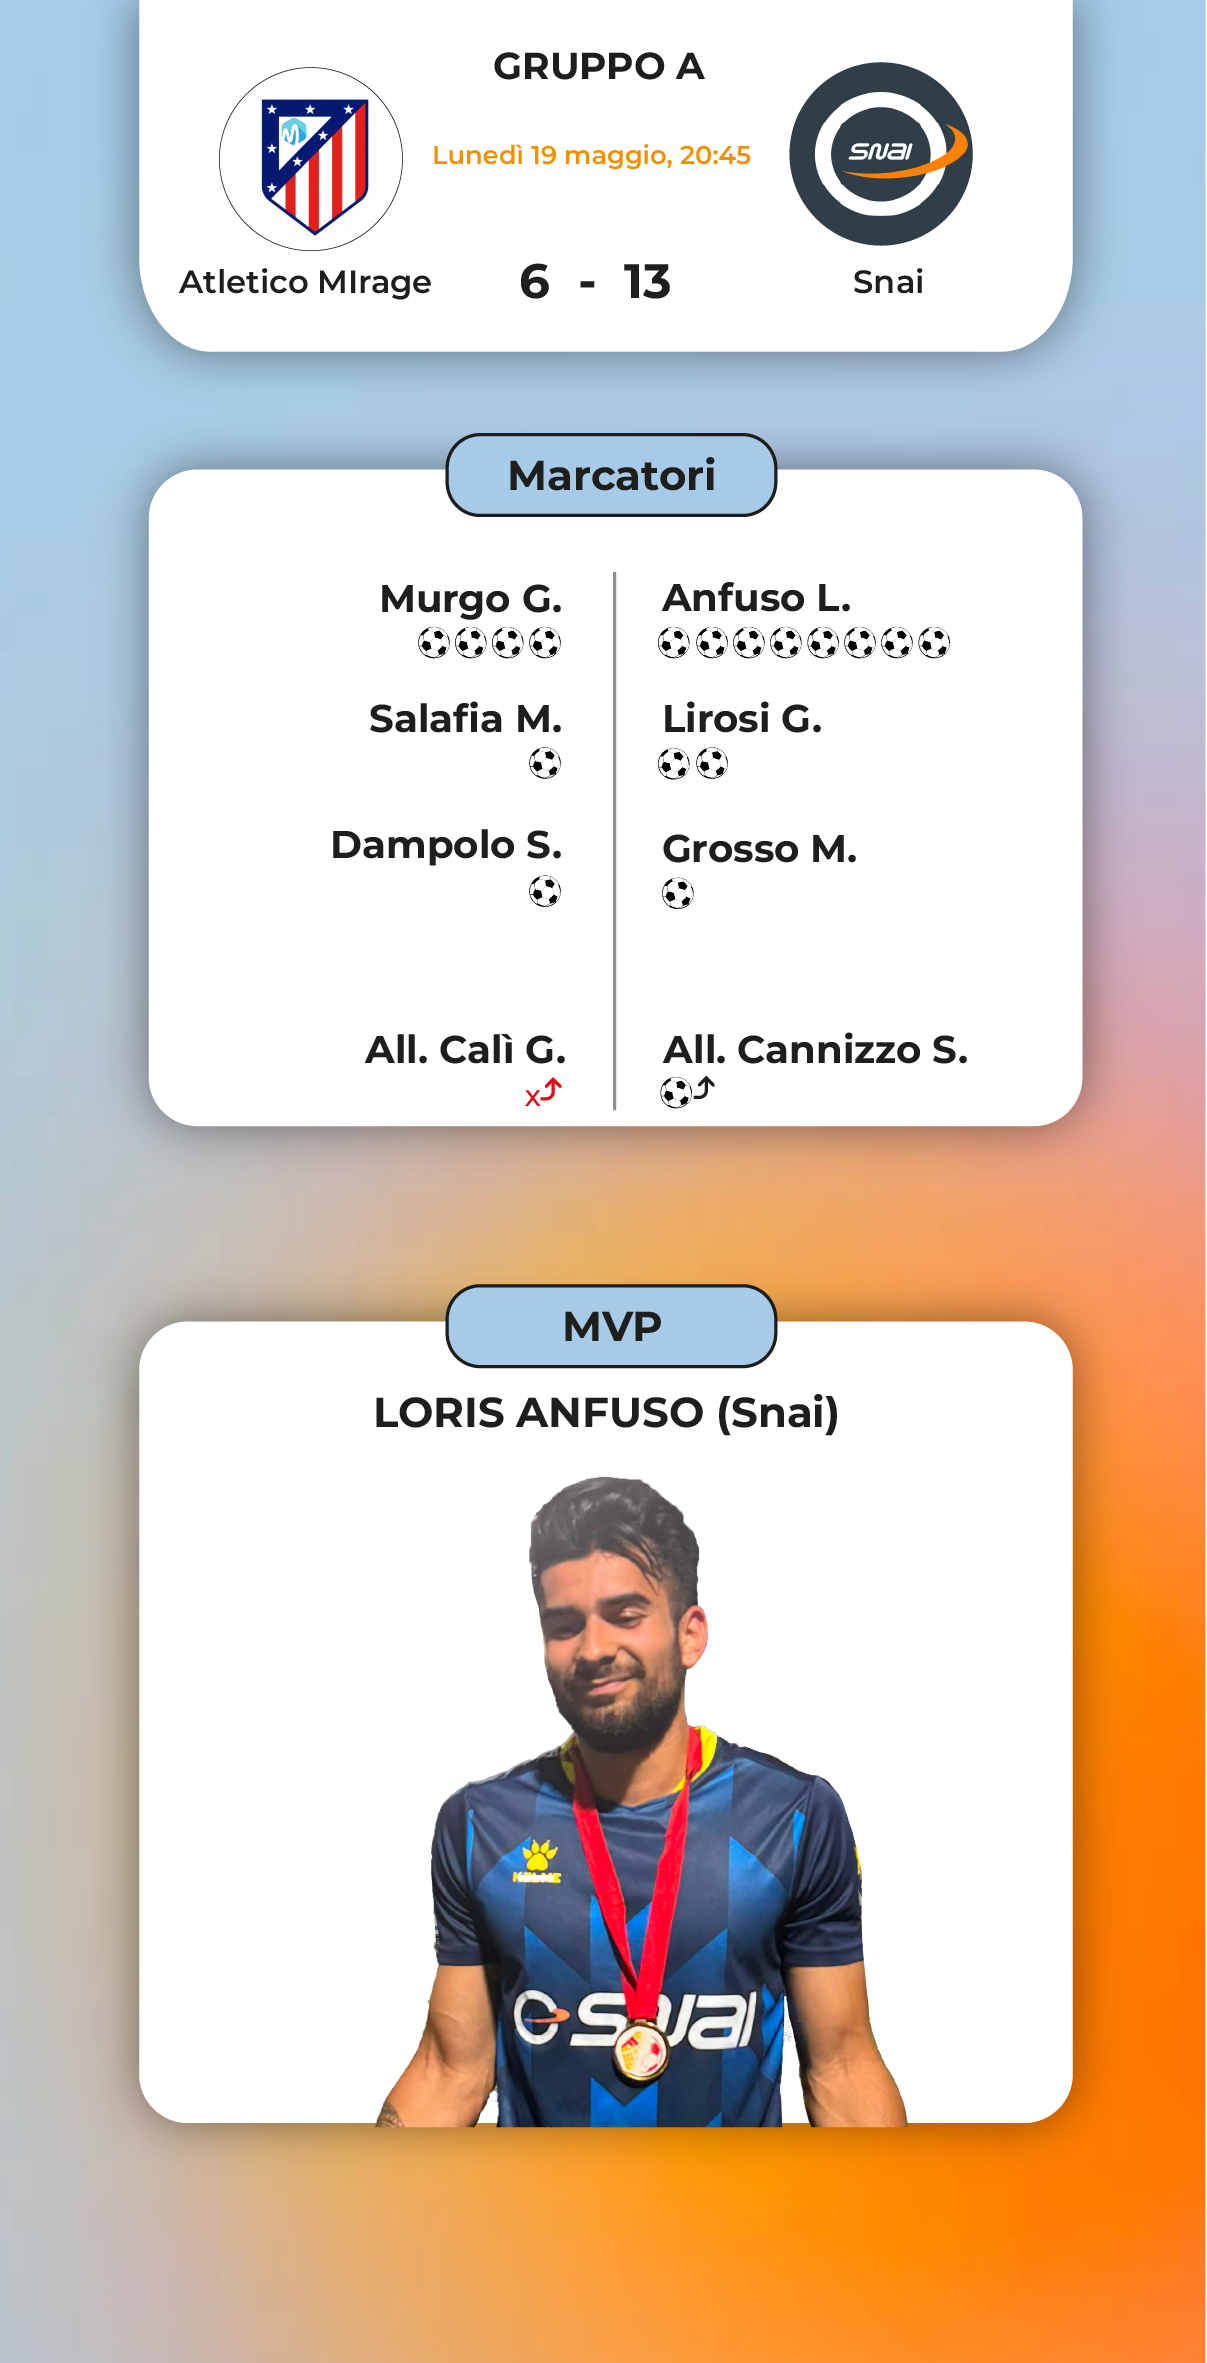 GRUPPO A
Lunedì 19 maggio, 20:45
M
SNAI
Atletico MIrage
6 - 13
Snai
Marcatori
Murgo G.
Anfuso L.
Salafia M.
Lirosi G.
Dampolo S.
Grosso M.
All. Calì G.
All. Cannizzo S.
x
MVP
LORIS ANFUSO (Snai)
KELME
snai